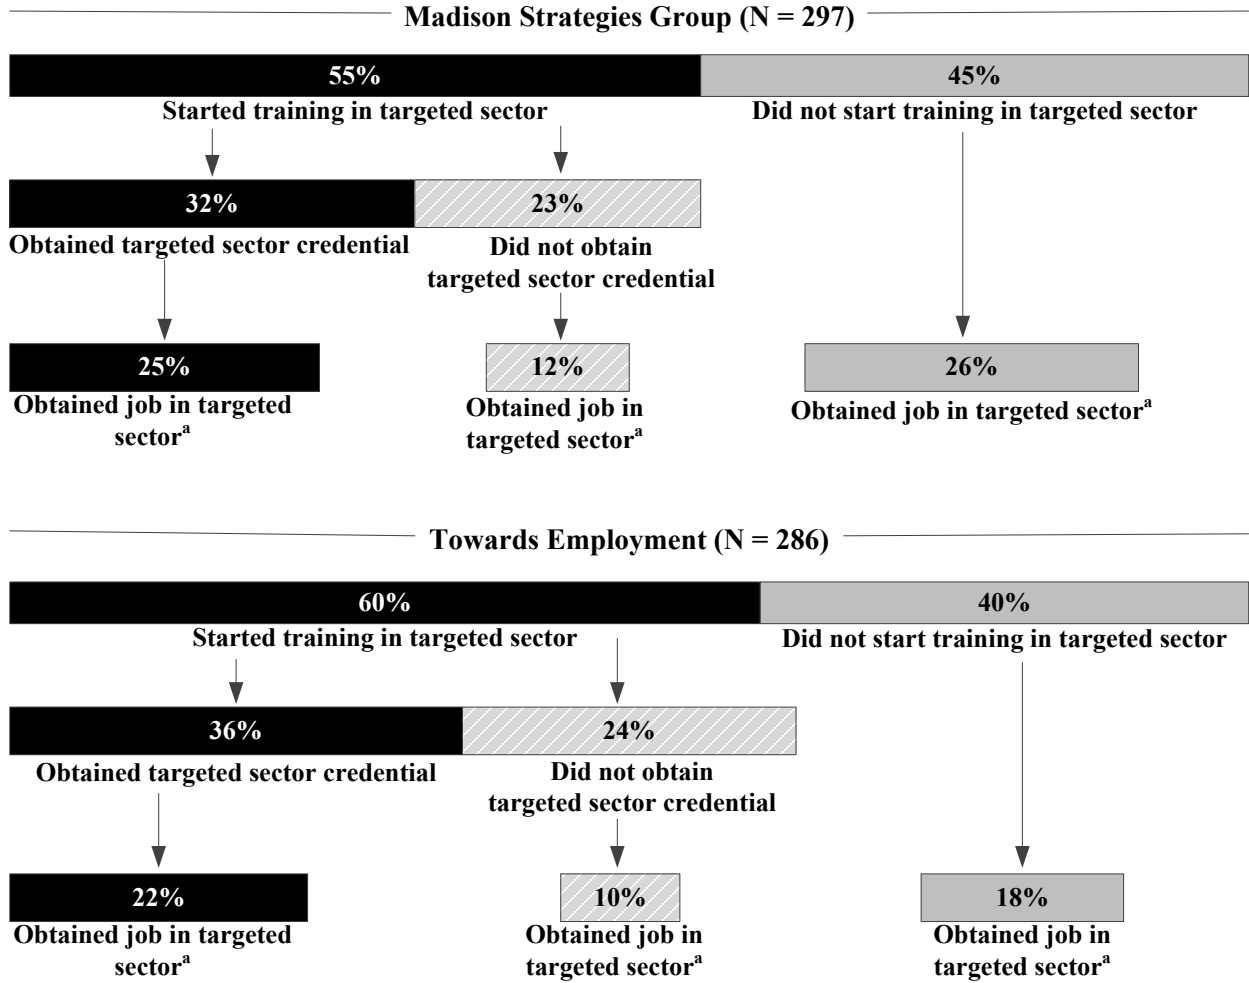 Madison Strategies Group (N = 297)
55% 45%
Started training in targeted sector Did not start training in targeted sector
32% 23%
Obtained targeted sector credential Did not obtain
targeted sector credential
25% 12% 26%
Obtained job in targeted
sectorᵃ
Obtained job in
targeted sectorᵃ
Obtained job in targeted sectorᵃ
Towards Employment (N = 286)
60% 40%
Started training in targeted sector Did not start training in targeted sector
36% 24%
Obtained targeted sector credential Did not obtain
targeted sector credential
22% 10% 18%
Obtained job in targeted
sectorᵃ
Obtained job in
targeted sectorᵃ
Obtained job in
targeted sectorᵃ